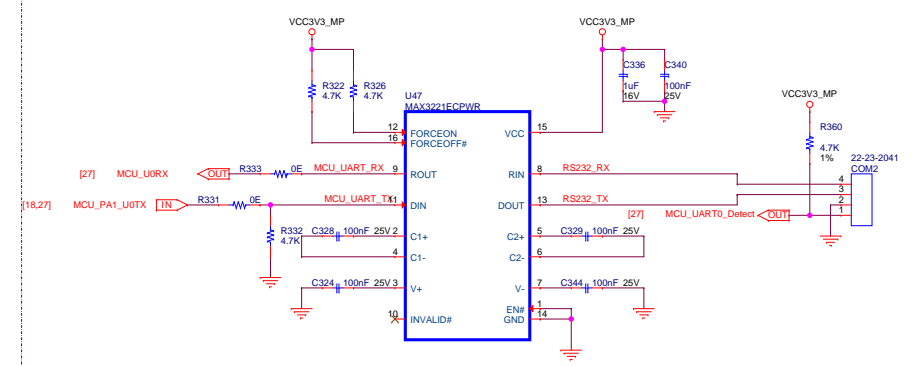 VCC3V3_MP
VCC3V3_MP
C336
C340
R322
R326
1uF
100nF
4.7K
4.7K
16V
25V
U47
MAX3221ECPWR
VCC3V3_MP
12
FORCEON
VCC
15
16
FORCEOFF#
R360
4.7K
1%
22-23-2041
COM2
[27]
MCU_U0RX
OUT
R333
0E
MCU_UART_RX
9
ROUT
RIN
8
RS232_RX
4
3
[18,27]
MCU_PA1_U0TX
IN
R331
0E
MCU_UART_TX
11
DIN
DOUT
13
RS232_TX
2
[27]
MCU_UART0_Detect
OUT
1
R332
4.7K
C328
100nF
25V
2
C1+
C2+
5
C329
100nF
25V
4
C1-
C2-
6
C324
100nF
25V
3
V+
V-
7
C344
100nF
25V
EN#
1
10
INVALID#
GND
14